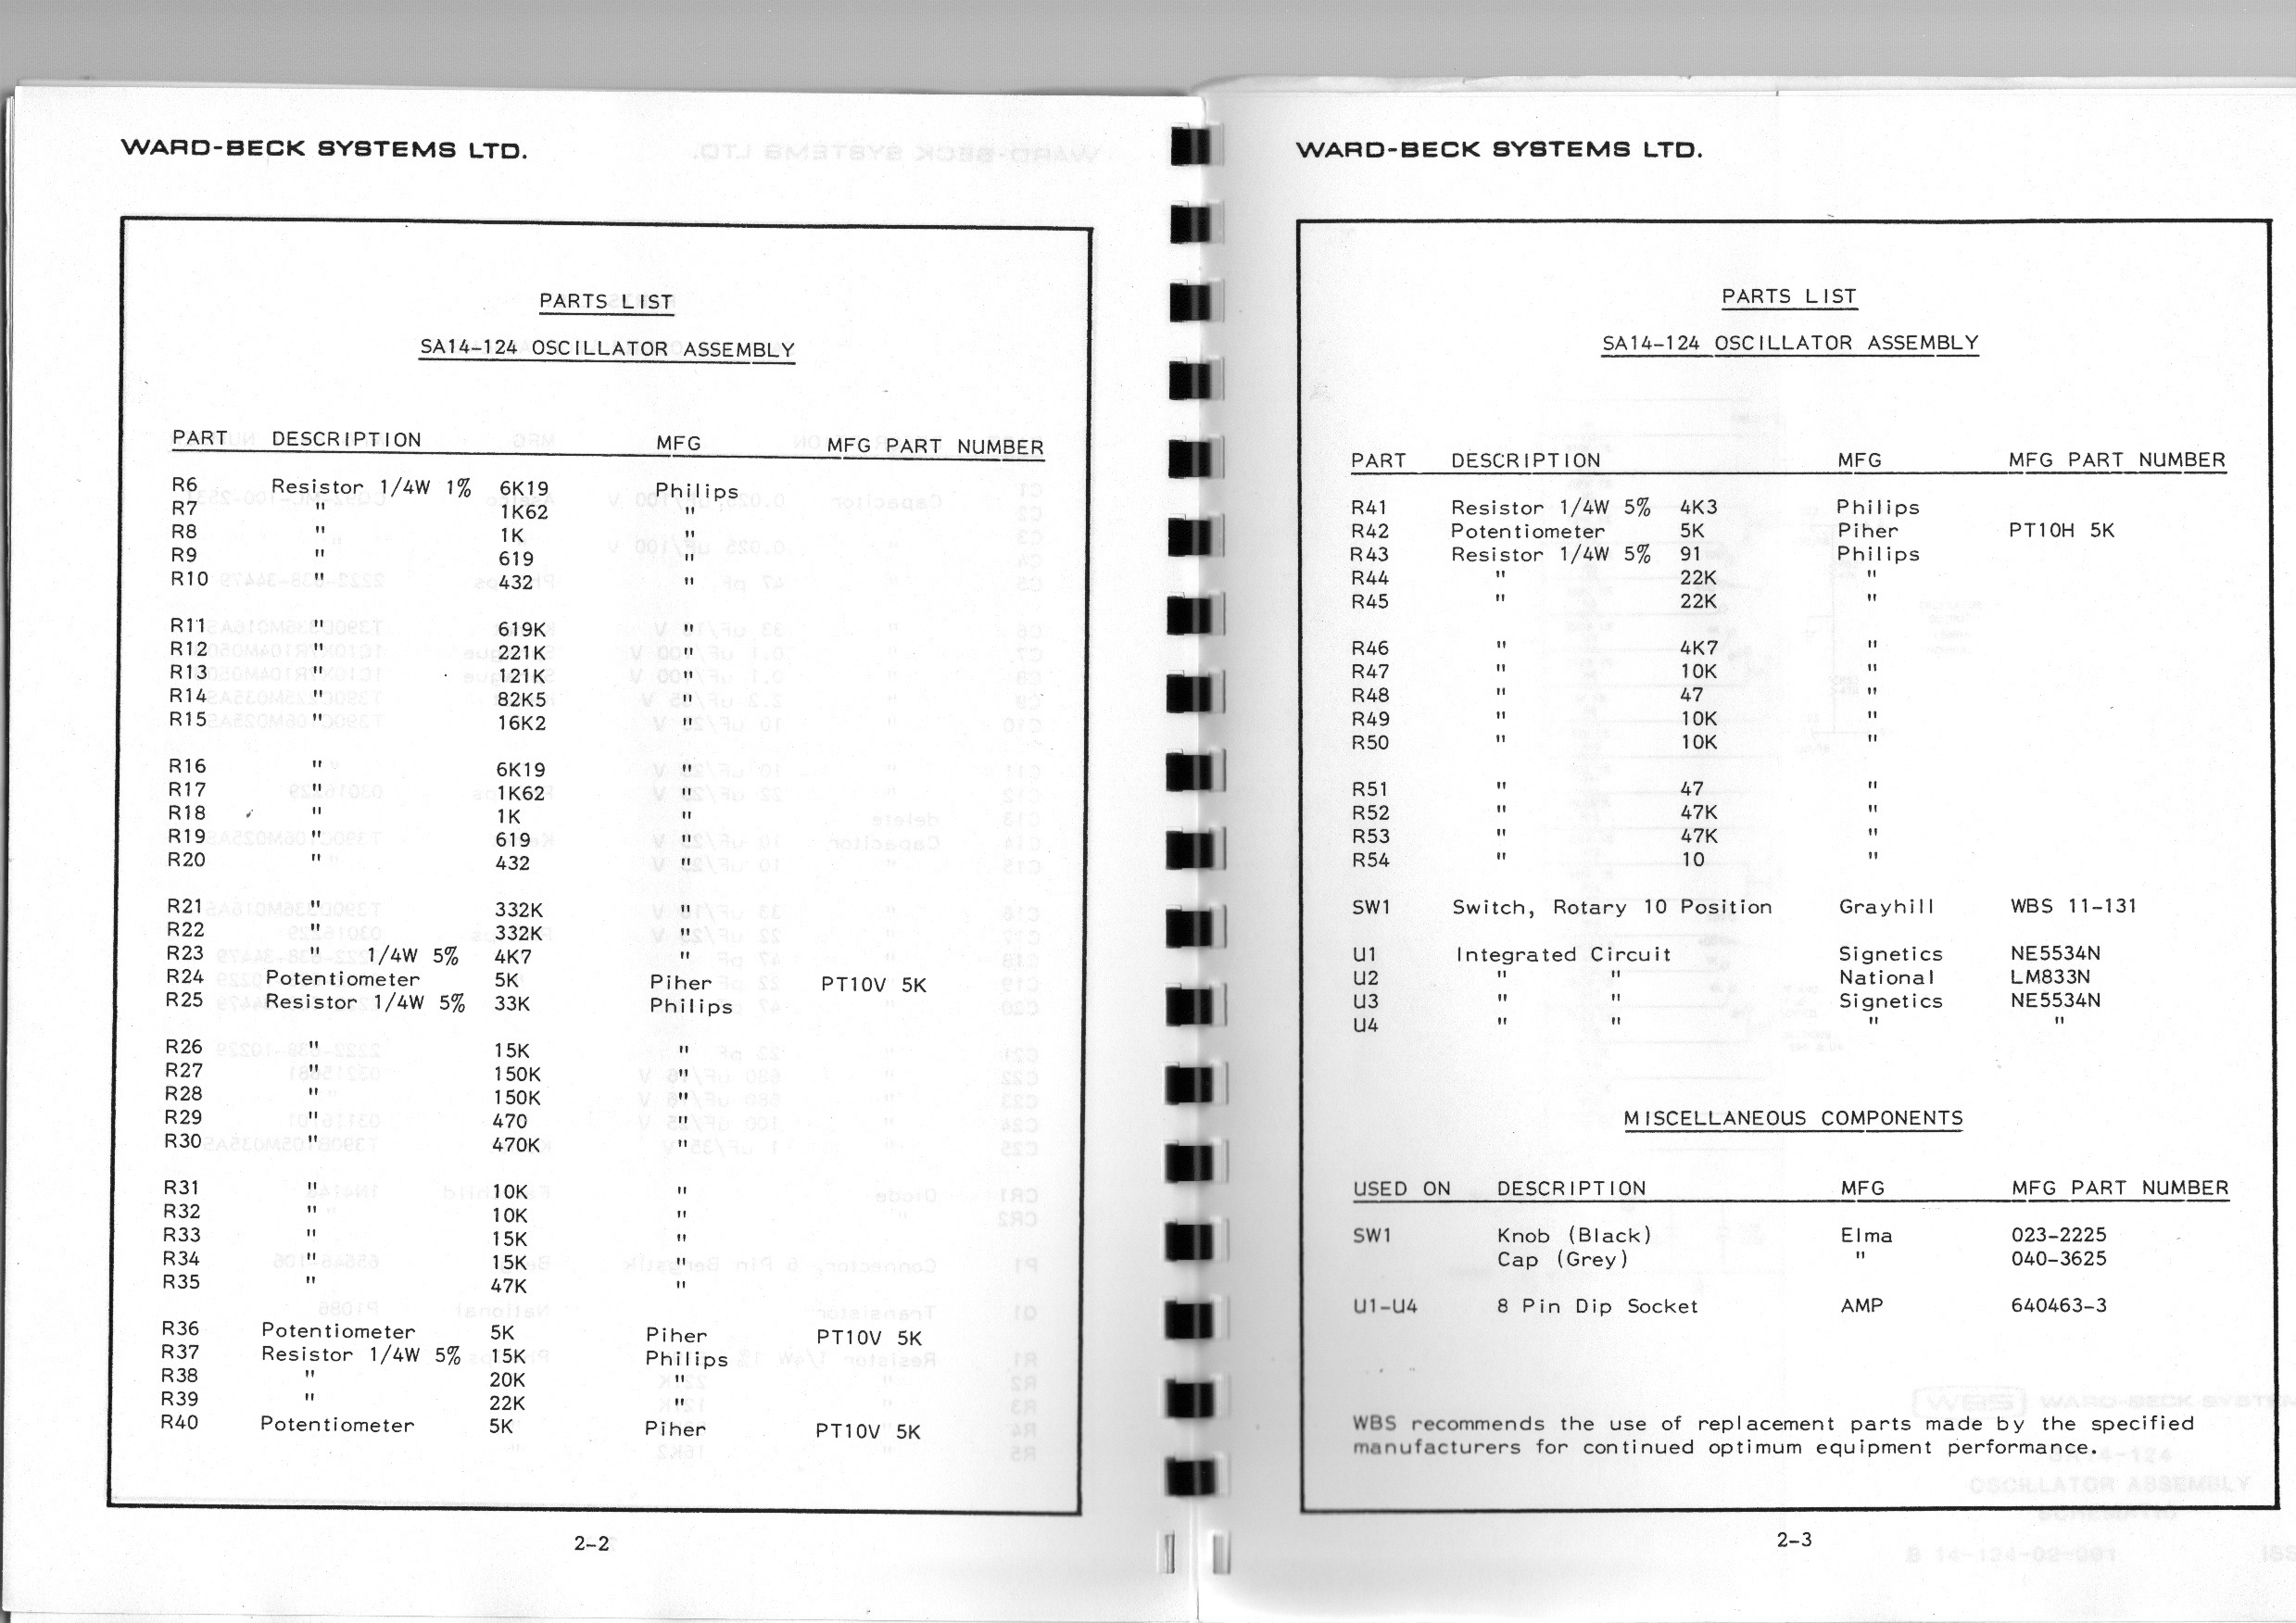 WARD-BECK SYSTEMS LTD.
PARTS LIST
SA14-124 OSCILLATOR ASSEMBLY
PART DESCRIPTION MFG MFG PART NUMBER
R6 Resistor 1/4W 1% 6K19 Philips
R7 " 1K62 "
R8 " 1K "
R9 " 619 "
R10 " 432 "
R11 " 619K "
R12 " 221K "
R13 " 121K "
R14 " 82K5 "
R15 " 16K2 "
R16 " 6K19 "
R17 " 1K62 "
R18 " 1K "
R19 " 619 "
R20 " 432 "
R21 " 332K "
R22 " 332K "
R23 " 1/4W 5% 4K7 "
R24 Potentiometer 5K Piher PT10V 5K
R25 Resistor 1/4W 5% 33K Philips
R26 " 15K "
R27 " 150K "
R28 " 150K "
R29 " 470 "
R30 " 470K "
R31 " 10K "
R32 " 10K "
R33 " 15K "
R34 " 15K "
R35 " 47K "
R36 Potentiometer 5K Piher PT10V 5K
R37 Resistor 1/4W 5% 15K Philips
R38 " 20K "
R39 " 22K "
R40 Potentiometer 5K Piher PT10V 5K
2-2
WARD-BECK SYSTEMS LTD.
PARTS LIST
SA14-124 OSCILLATOR ASSEMBLY
PART DESCRIPTION MFG MFG PART NUMBER
R41 Resistor 1/4W 5% 4K3 Philips
R42 Potentiometer 5K Piher PT10H 5K
R43 Resistor 1/4W 5% 91 Philips
R44 " 22K "
R45 " 22K "
R46 " 4K7 "
R47 " 10K "
R48 " 47 "
R49 " 10K "
R50 " 10K "
R51 " 47 "
R52 " 47K "
R53 " 47K "
R54 " 10 "
SW1 Switch, Rotary 10 Position Grayhill WBS 11-131
U1 Integrated Circuit Signetics NE5534N
U2 " " National LM833N
U3 " " Signetics NE5534N
U4 " " " "
MISCELLANEOUS COMPONENTS
USED ON DESCRIPTION MFG MFG PART NUMBER
SW1 Knob (Black) Elma 023-2225
Cap (Grey) " 040-3625
U1-U4 8 Pin Dip Socket AMP 640463-3
WBS recommends the use of replacement parts made by the specified
manufacturers for continued optimum equipment performance.
2-3